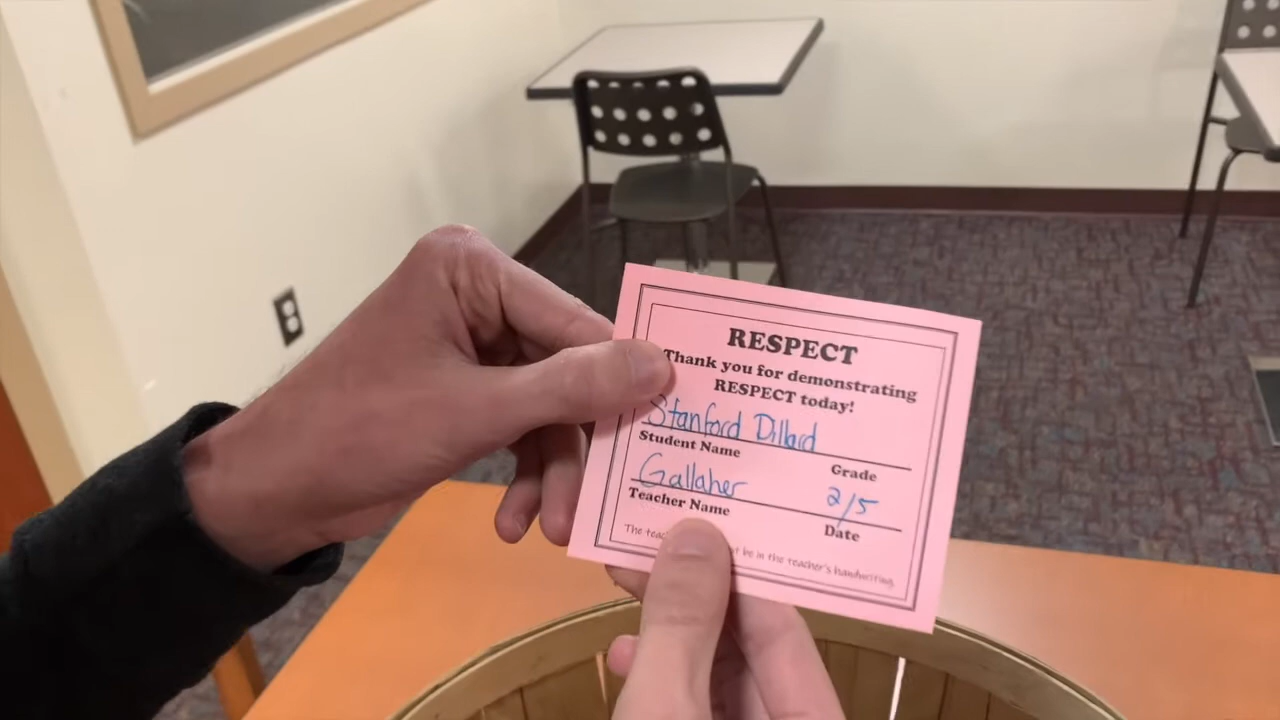 RESPECT
Thank you for demonstrating
RESPECT today!
Stanford Dillard
Student Name Grade
Gallaher 2/5
Teacher Name Date
The be in the teacher's handwriting.